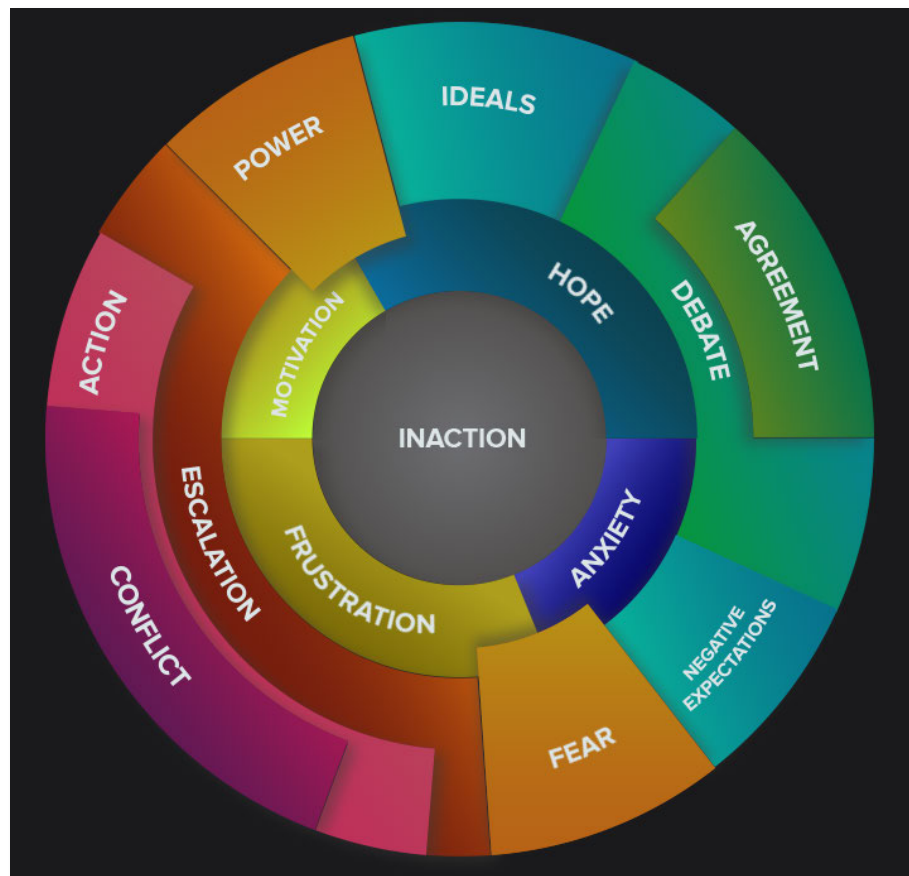 IDEALS
POWER
HOPE
AGREEMENT
DEBATE
MOTIVATION
ACTION
INACTION
ESCALATION
FRUSTRATION
ANXIETY
CONFLICT
NEGATIVE
EXPECTATIONS
FEAR